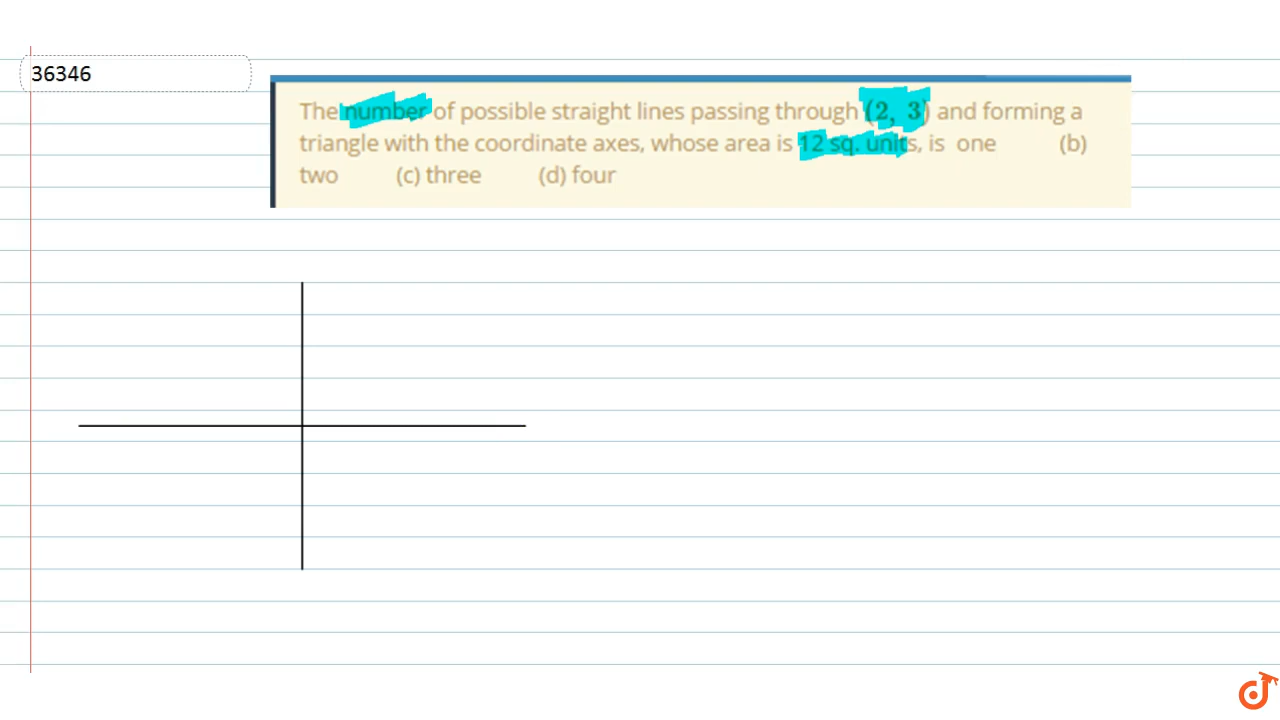 36346
The number of possible straight lines passing through (2, 3) and forming a
triangle with the coordinate axes, whose area is 12 sq. units, is one (b)
two (c) three (d) four